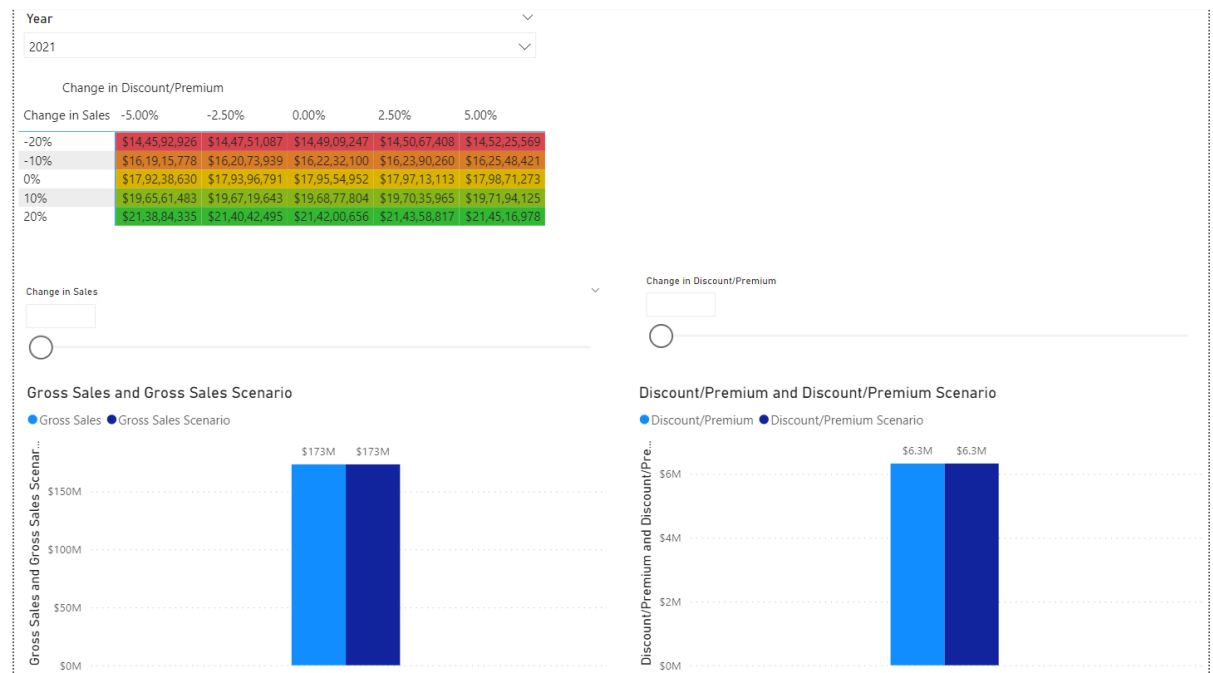 Year
2021
Change in Discount/Premium
Change in Sales -5.00% -2.50% 0.00% 2.50% 5.00%
-20% $14,45,92,926 $14,47,51,087 $14,49,09,247 $14,50,67,408 $14,52,25,569
-10% $16,19,15,778 $16,20,73,939 $16,22,32,100 $16,23,90,260 $16,25,48,421
0% $17,92,38,630 $17,93,96,791 $17,95,54,952 $17,97,13,113 $17,98,71,273
10% $19,65,61,483 $19,67,19,643 $19,68,77,804 $19,70,35,965 $19,71,94,125
20% $21,38,84,335 $21,40,42,495 $21,42,00,656 $21,43,58,817 $21,45,16,978
Change in Sales
Change in Discount/Premium
Gross Sales and Gross Sales Scenario
Gross Sales Gross Sales Scenario
Gross Sales and Gross Sales Scenar...
$173M $173M
$150M
$100M
$50M
$0M
Discount/Premium and Discount/Premium Scenario
Discount/Premium Discount/Premium Scenario
Discount/Premium and Discount/Pre...
$6.3M $6.3M
$6M
$4M
$2M
$0M